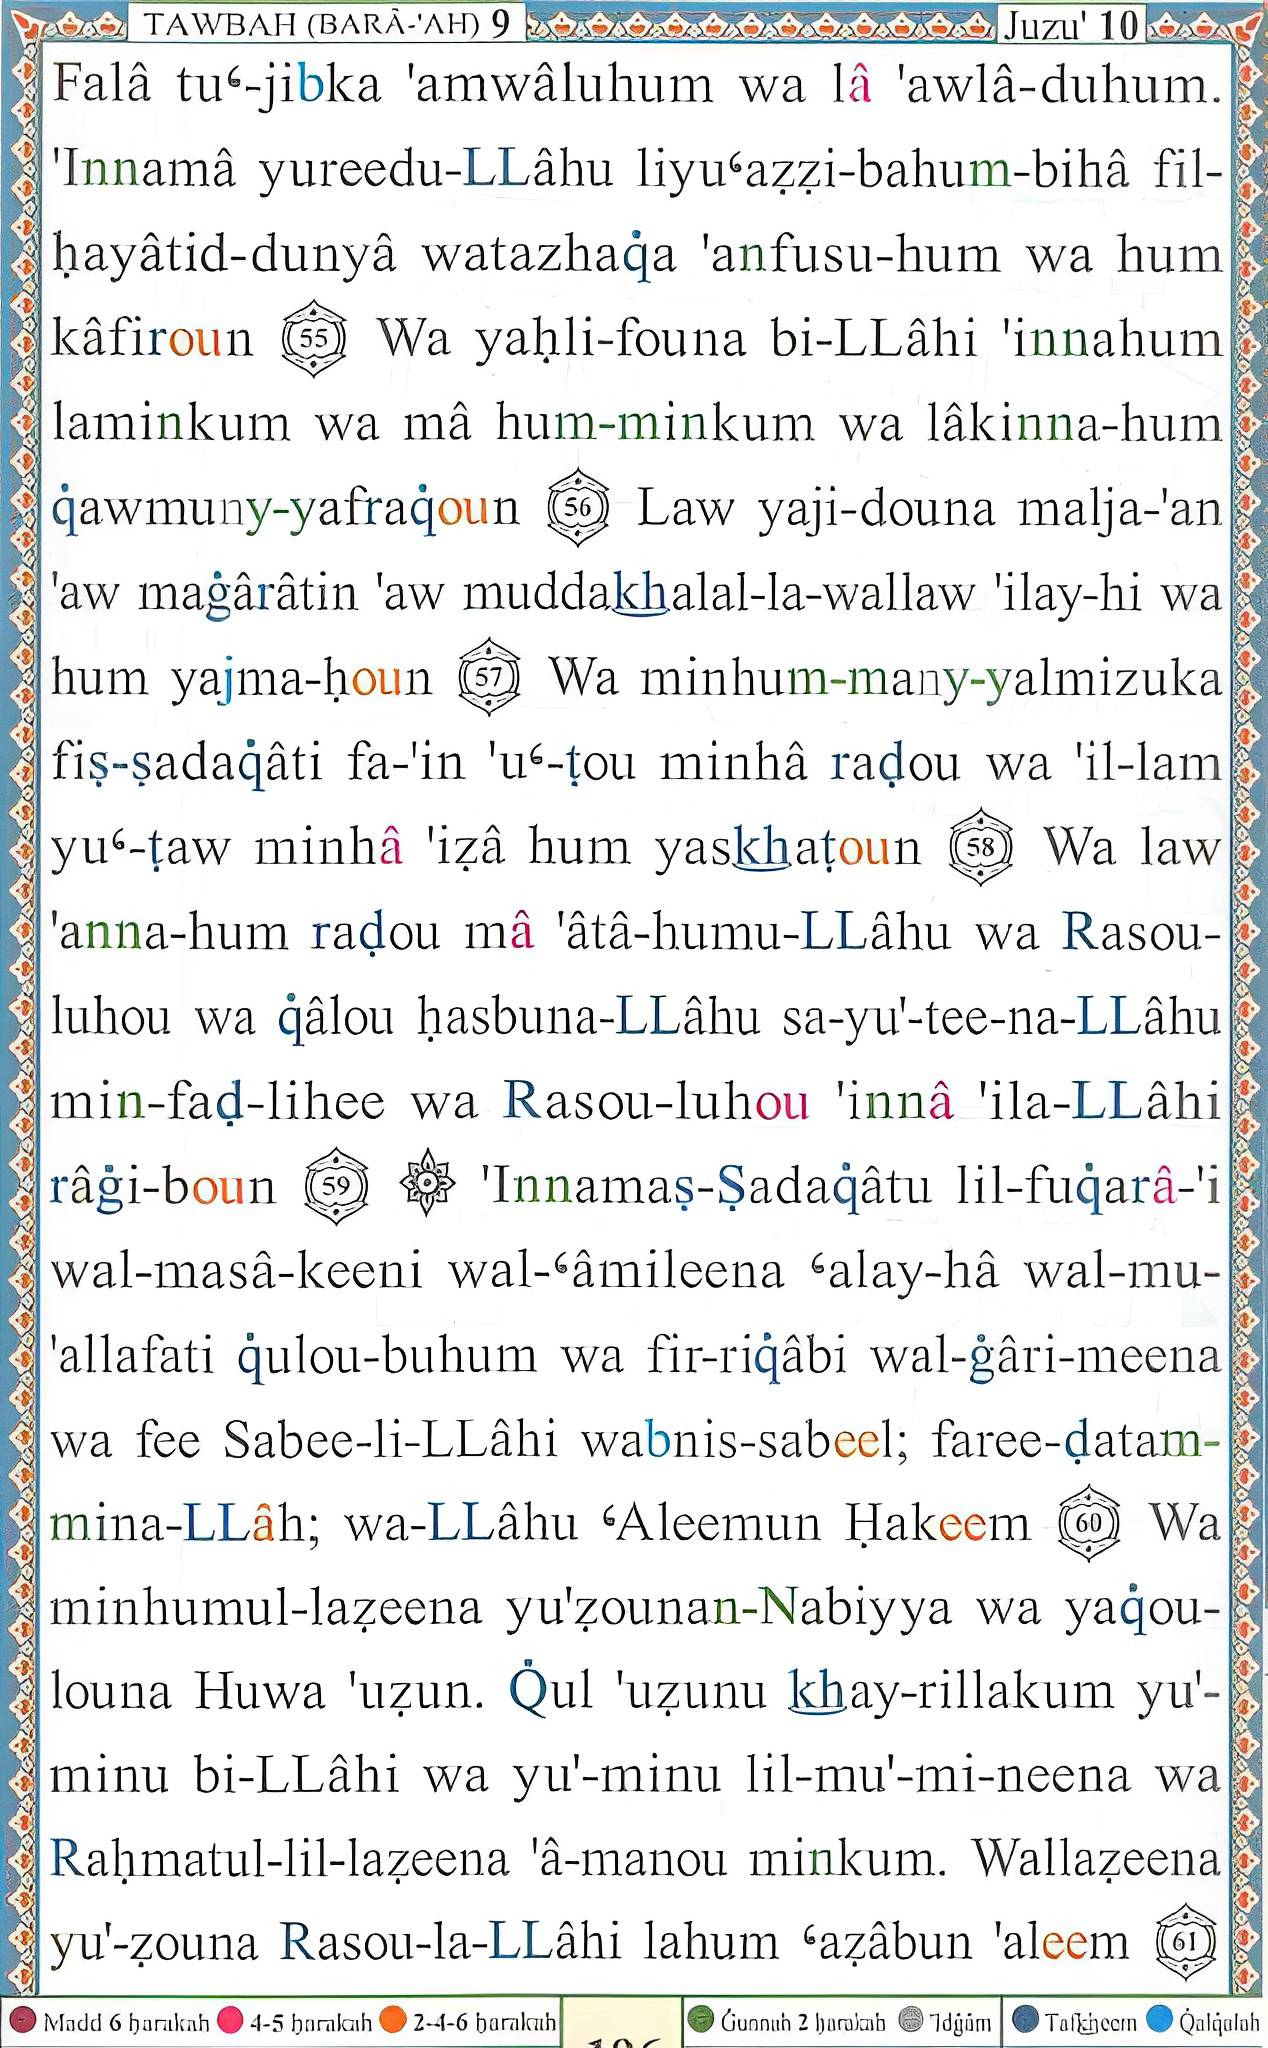 TAWBAH (BARÂ-'AH) 9 Juzu' 10
Falâ tuʻ-jibka 'amwâluhum wa lâ 'awlâ-duhum.
'Innamâ yureedu-LLâhu liyuʻaẓẓi-bahum-bihâ fil-
ḥayâtid-dunyâ watazhaq̇a 'anfusu-hum wa hum
kâfiroun 55 Wa yaḥli-founa bi-LLâhi 'innahum
laminkum wa mâ hum-minkum wa lâkinna-hum
q̇awmuny-yafraq̇oun 56 Law yaji-douna malja-'an
'aw maġârâtin 'aw muddakhalal-la-wallaw 'ilay-hi wa
hum yajma-ḥoun 57 Wa minhum-many-yalmizuka
fiṣ-ṣadaq̇âti fa-'in 'uʻ-ṭou minhâ raḍou wa 'il-lam
yuʻ-ṭaw minhâ 'iẓâ hum yaskhaṭoun 58 Wa law
'anna-hum raḍou mâ 'âtâ-humu-LLâhu wa Rasou-
luhou wa q̇âlou ḥasbuna-LLâhu sa-yu'-tee-na-LLâhu
min-faḍ-lihee wa Rasou-luhou 'innâ 'ila-LLâhi
râġi-boun 59 'Innamaṣ-Ṣadaq̇âtu lil-fuq̇arâ-'i
wal-masâ-keeni wal-ʻâmileena ʻalay-hâ wal-mu-
'allafati q̇ulou-buhum wa fir-riq̇âbi wal-ġâri-meena
wa fee Sabee-li-LLâhi wabnis-sabeel; faree-ḍatam-
mina-LLâh; wa-LLâhu ʻAleemun Ḥakeem 60 Wa
minhumul-laẓeena yu'ẓounan-Nabiyya wa yaq̇ou-
louna Huwa 'uẓun. Q̇ul 'uẓunu khay-rillakum yu'-
minu bi-LLâhi wa yu'-minu lil-mu'-mi-neena wa
Raḥmatul-lil-laẓeena 'â-manou minkum. Wallaẓeena
yu'-ẓouna Rasou-la-LLâhi lahum ʻaẓâbun 'aleem 61
Madd 6 ḥarakah 4-5 ḥarakah 2-4-6 ḥarakah 196 Ġunnah 2 ḥarakah 'Idġâm Tafkheem Q̇alq̇alah